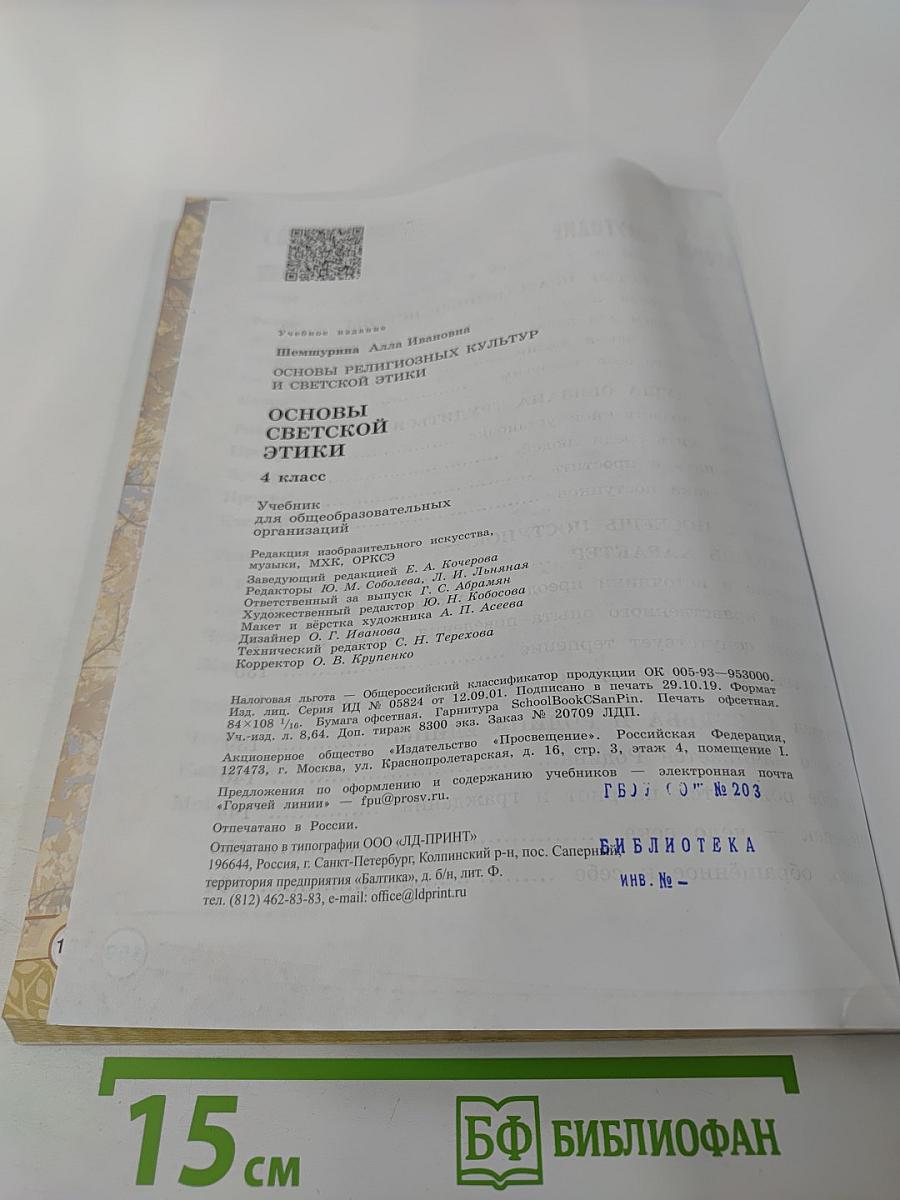 Учебное издание
Шемшурина Алла Ивановна
ОСНОВЫ РЕЛИГИОЗНЫХ КУЛЬТУР
И СВЕТСКОЙ ЭТИКИ
ОСНОВЫ
СВЕТСКОЙ
ЭТИКИ
4 класс
Учебник
для общеобразовательных
организаций
Редакция изобразительного искусства,
музыки, МХК, ОРКСЭ
Заведующий редакцией Е. А. Кочерова
Редакторы Ю. М. Соболева, Л. И. Льняная
Ответственный за выпуск Г. С. Абрамян
Художественный редактор Ю. Н. Кобосова
Макет и вёрстка художника А. П. Асеева
Дизайнер О. Г. Иванова
Технический редактор С. Н. Терехова
Корректор О. В. Крупенко
Налоговая льгота — Общероссийский классификатор продукции ОК 005-93—953000.
Изд. лиц. Серия ИД № 05824 от 12.09.01. Подписано в печать 29.10.19. Формат
84×108 1/16. Бумага офсетная. Гарнитура SchoolBookCSanPin. Печать офсетная.
Уч.-изд. л. 8,64. Доп. тираж 8300 экз. Заказ № 20709 ЛДП.
Акционерное общество «Издательство «Просвещение». Российская Федерация,
127473, г. Москва, ул. Краснопролетарская, д. 16, стр. 3, этаж 4, помещение I.
Предложения по оформлению и содержанию учебников — электронная почта
«Горячей линии» — fpu@prosv.ru.
Отпечатано в России.
Отпечатано в типографии ООО «ЛД-ПРИНТ»
196644, Россия, г. Санкт-Петербург, Колпинский р-н, пос. Саперный,
территория предприятия «Балтика», д. б/н, лит. Ф.
тел. (812) 462-83-83, e-mail: office@ldprint.ru
№ 203
БИБЛИОТЕКА
ИНВ. № –
15 см
БФ БИБЛИОФАН